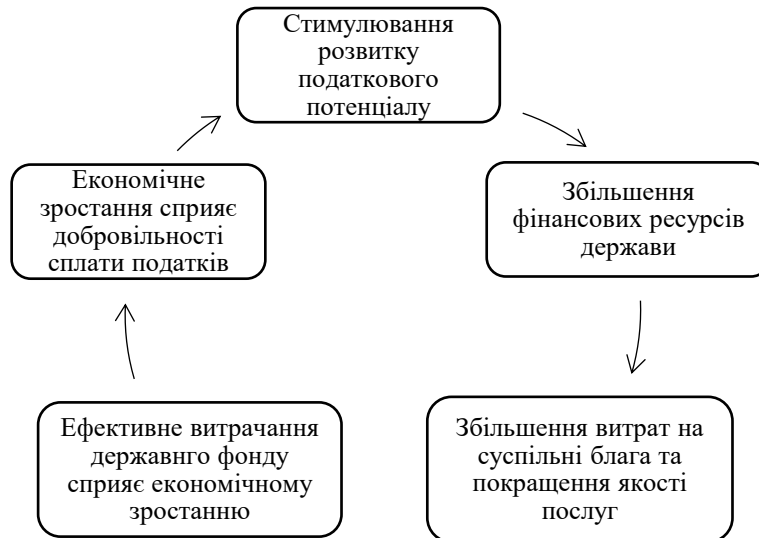 Стимулювання
розвитку
податкового
потенціалу
Економічне
зростання сприяє
добровільності
сплати податків
Збільшення
фінансових ресурсів
держави
Ефективне витрачання
державнго фонду
сприяє економічному
зростанню
Збільшення витрат на
суспільні блага та
покращення якості
послуг